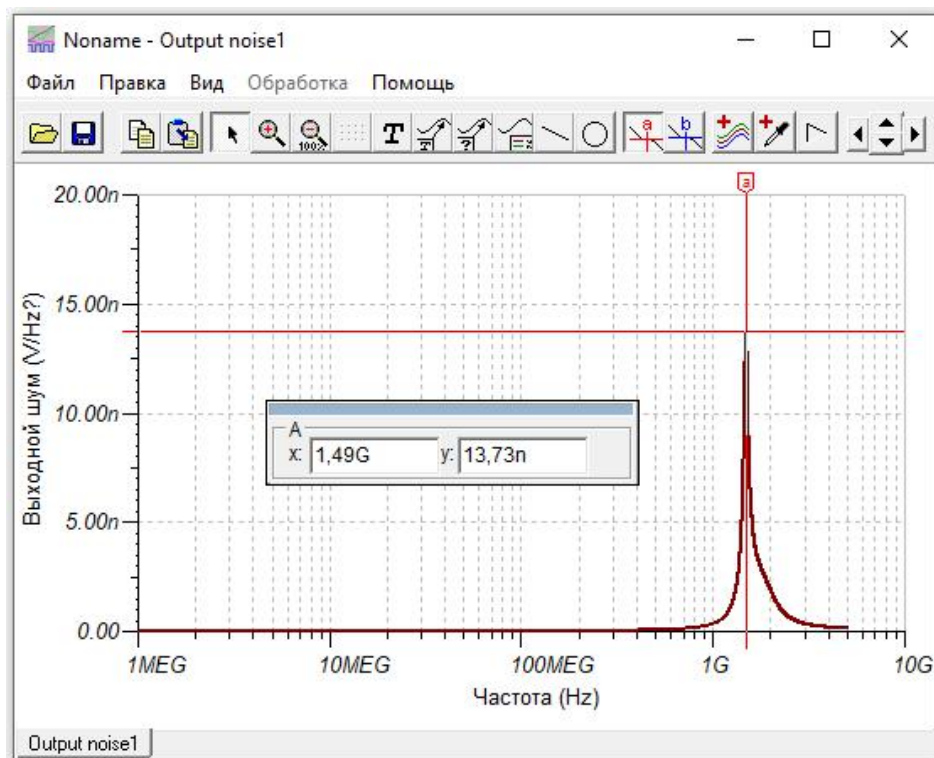 Noname - Output noise1
Файл Правка Вид Обработка Помощь
100% T T ? a b
a
20.00n
15.00n
10.00n
5.00n
0.00
Выходной шум (V/Hz?)
A
x: 1,49G y: 13,73n
1MEG 10MEG 100MEG 1G 10G
Частота (Hz)
Output noise1